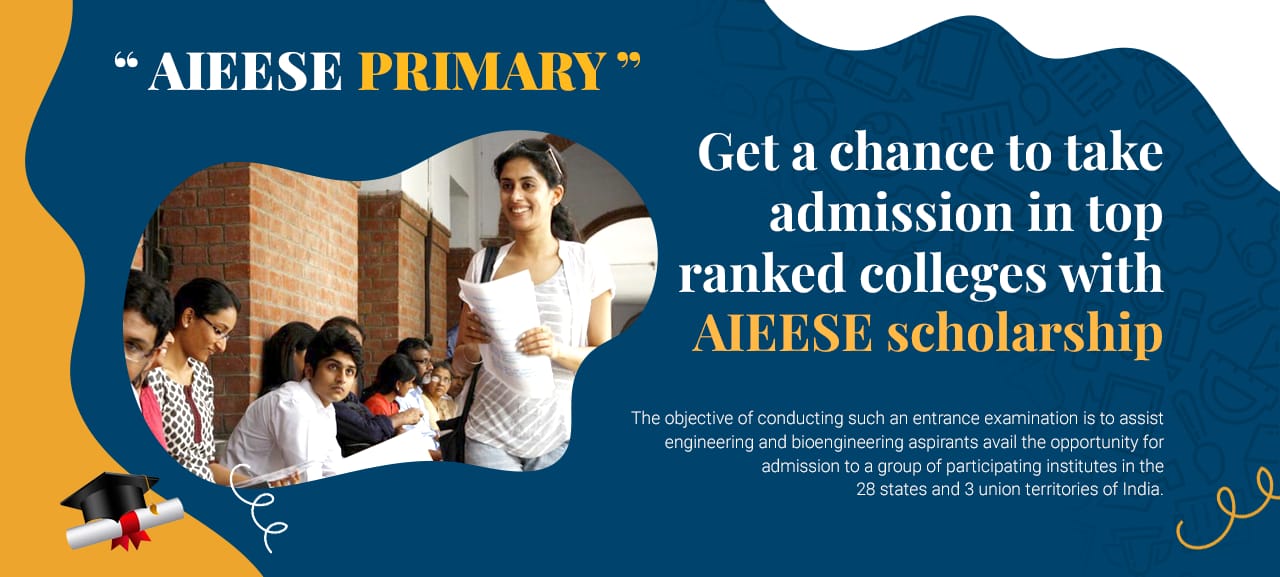 “ AIEESE PRIMARY ”
Get a chance to take
admission in top
ranked colleges with
AIEESE scholarship
The objective of conducting such an entrance examination is to assist
engineering and bioengineering aspirants avail the opportunity for
admission to a group of participating institutes in the
28 states and 3 union territories of India.